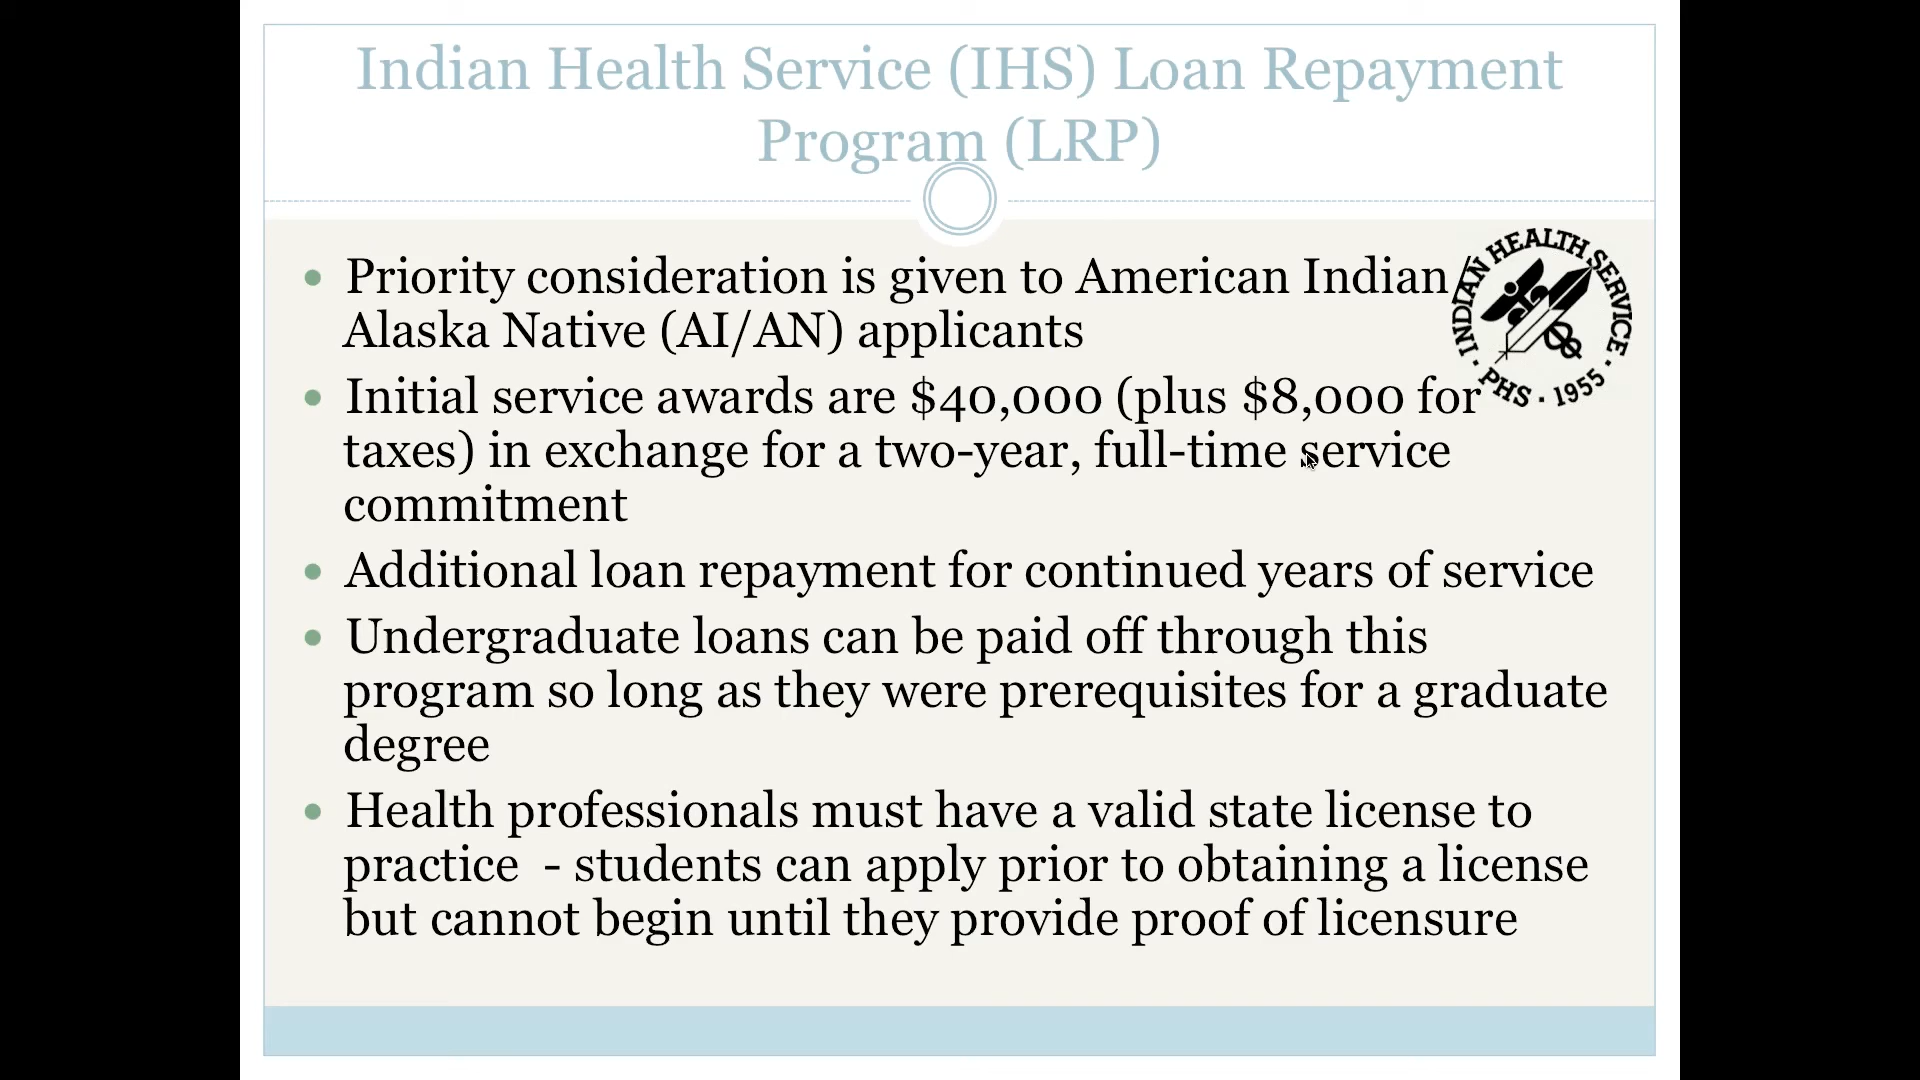 Indian Health Service (IHS) Loan Repayment
Program (LRP)
• Priority consideration is given to American Indian/
Alaska Native (AI/AN) applicants
INDIAN HEALTH SERVICE · PHS · 1955 ·
• Initial service awards are $40,000 (plus $8,000 for
taxes) in exchange for a two-year, full-time service
commitment
• Additional loan repayment for continued years of service
• Undergraduate loans can be paid off through this
program so long as they were prerequisites for a graduate
degree
• Health professionals must have a valid state license to
practice  - students can apply prior to obtaining a license
but cannot begin until they provide proof of licensure